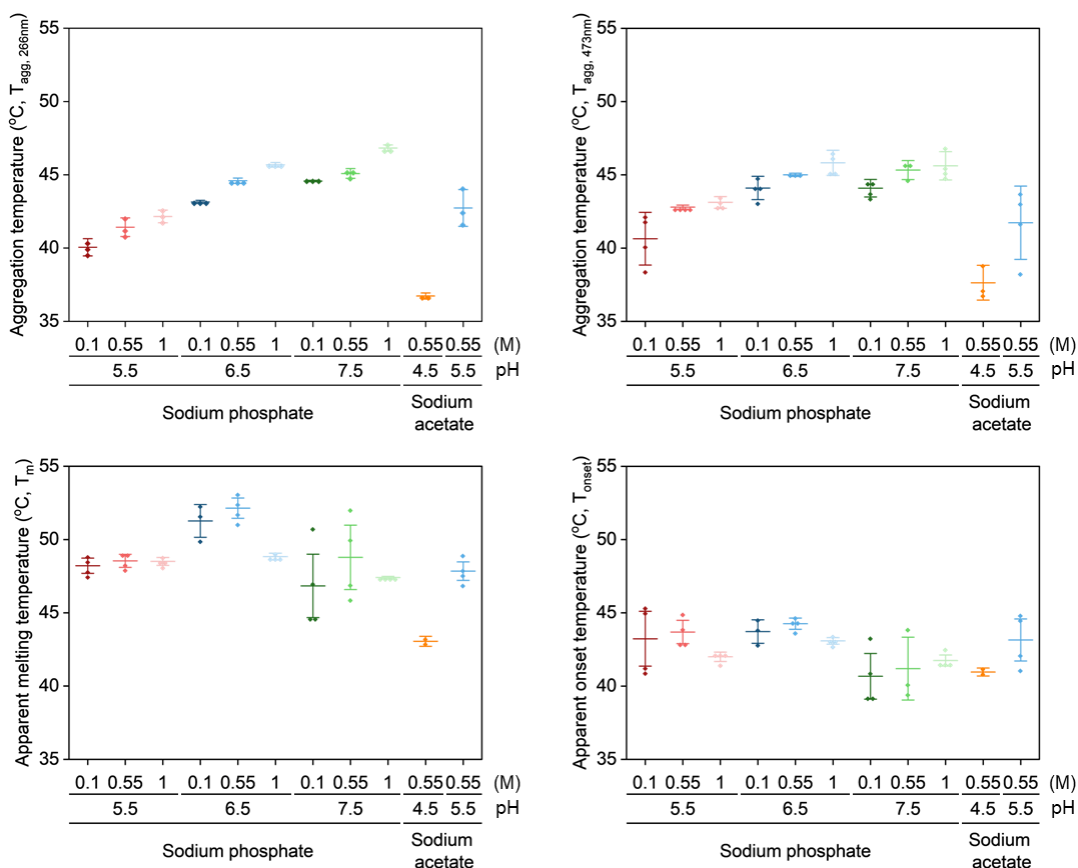 Aggregation temperature (°C, Tagg, 266nm)
55
50
45
40
35
0.1 0.55 1 0.1 0.55 1 0.1 0.55 1 0.55 0.55 (M)
5.5 6.5 7.5 4.5 5.5 pH
Sodium phosphate Sodium
acetate
Aggregation temperature (°C, Tagg, 473nm)
55
50
45
40
35
0.1 0.55 1 0.1 0.55 1 0.1 0.55 1 0.55 0.55 (M)
5.5 6.5 7.5 4.5 5.5 pH
Sodium phosphate Sodium
acetate
Apparent melting temperature (°C, Tm)
55
50
45
40
35
0.1 0.55 1 0.1 0.55 1 0.1 0.55 1 0.55 0.55 (M)
5.5 6.5 7.5 4.5 5.5 pH
Sodium phosphate Sodium
acetate
Apparent onset temperature (°C, Tonset)
55
50
45
40
35
0.1 0.55 1 0.1 0.55 1 0.1 0.55 1 0.55 0.55 (M)
5.5 6.5 7.5 4.5 5.5 pH
Sodium phosphate Sodium
acetate